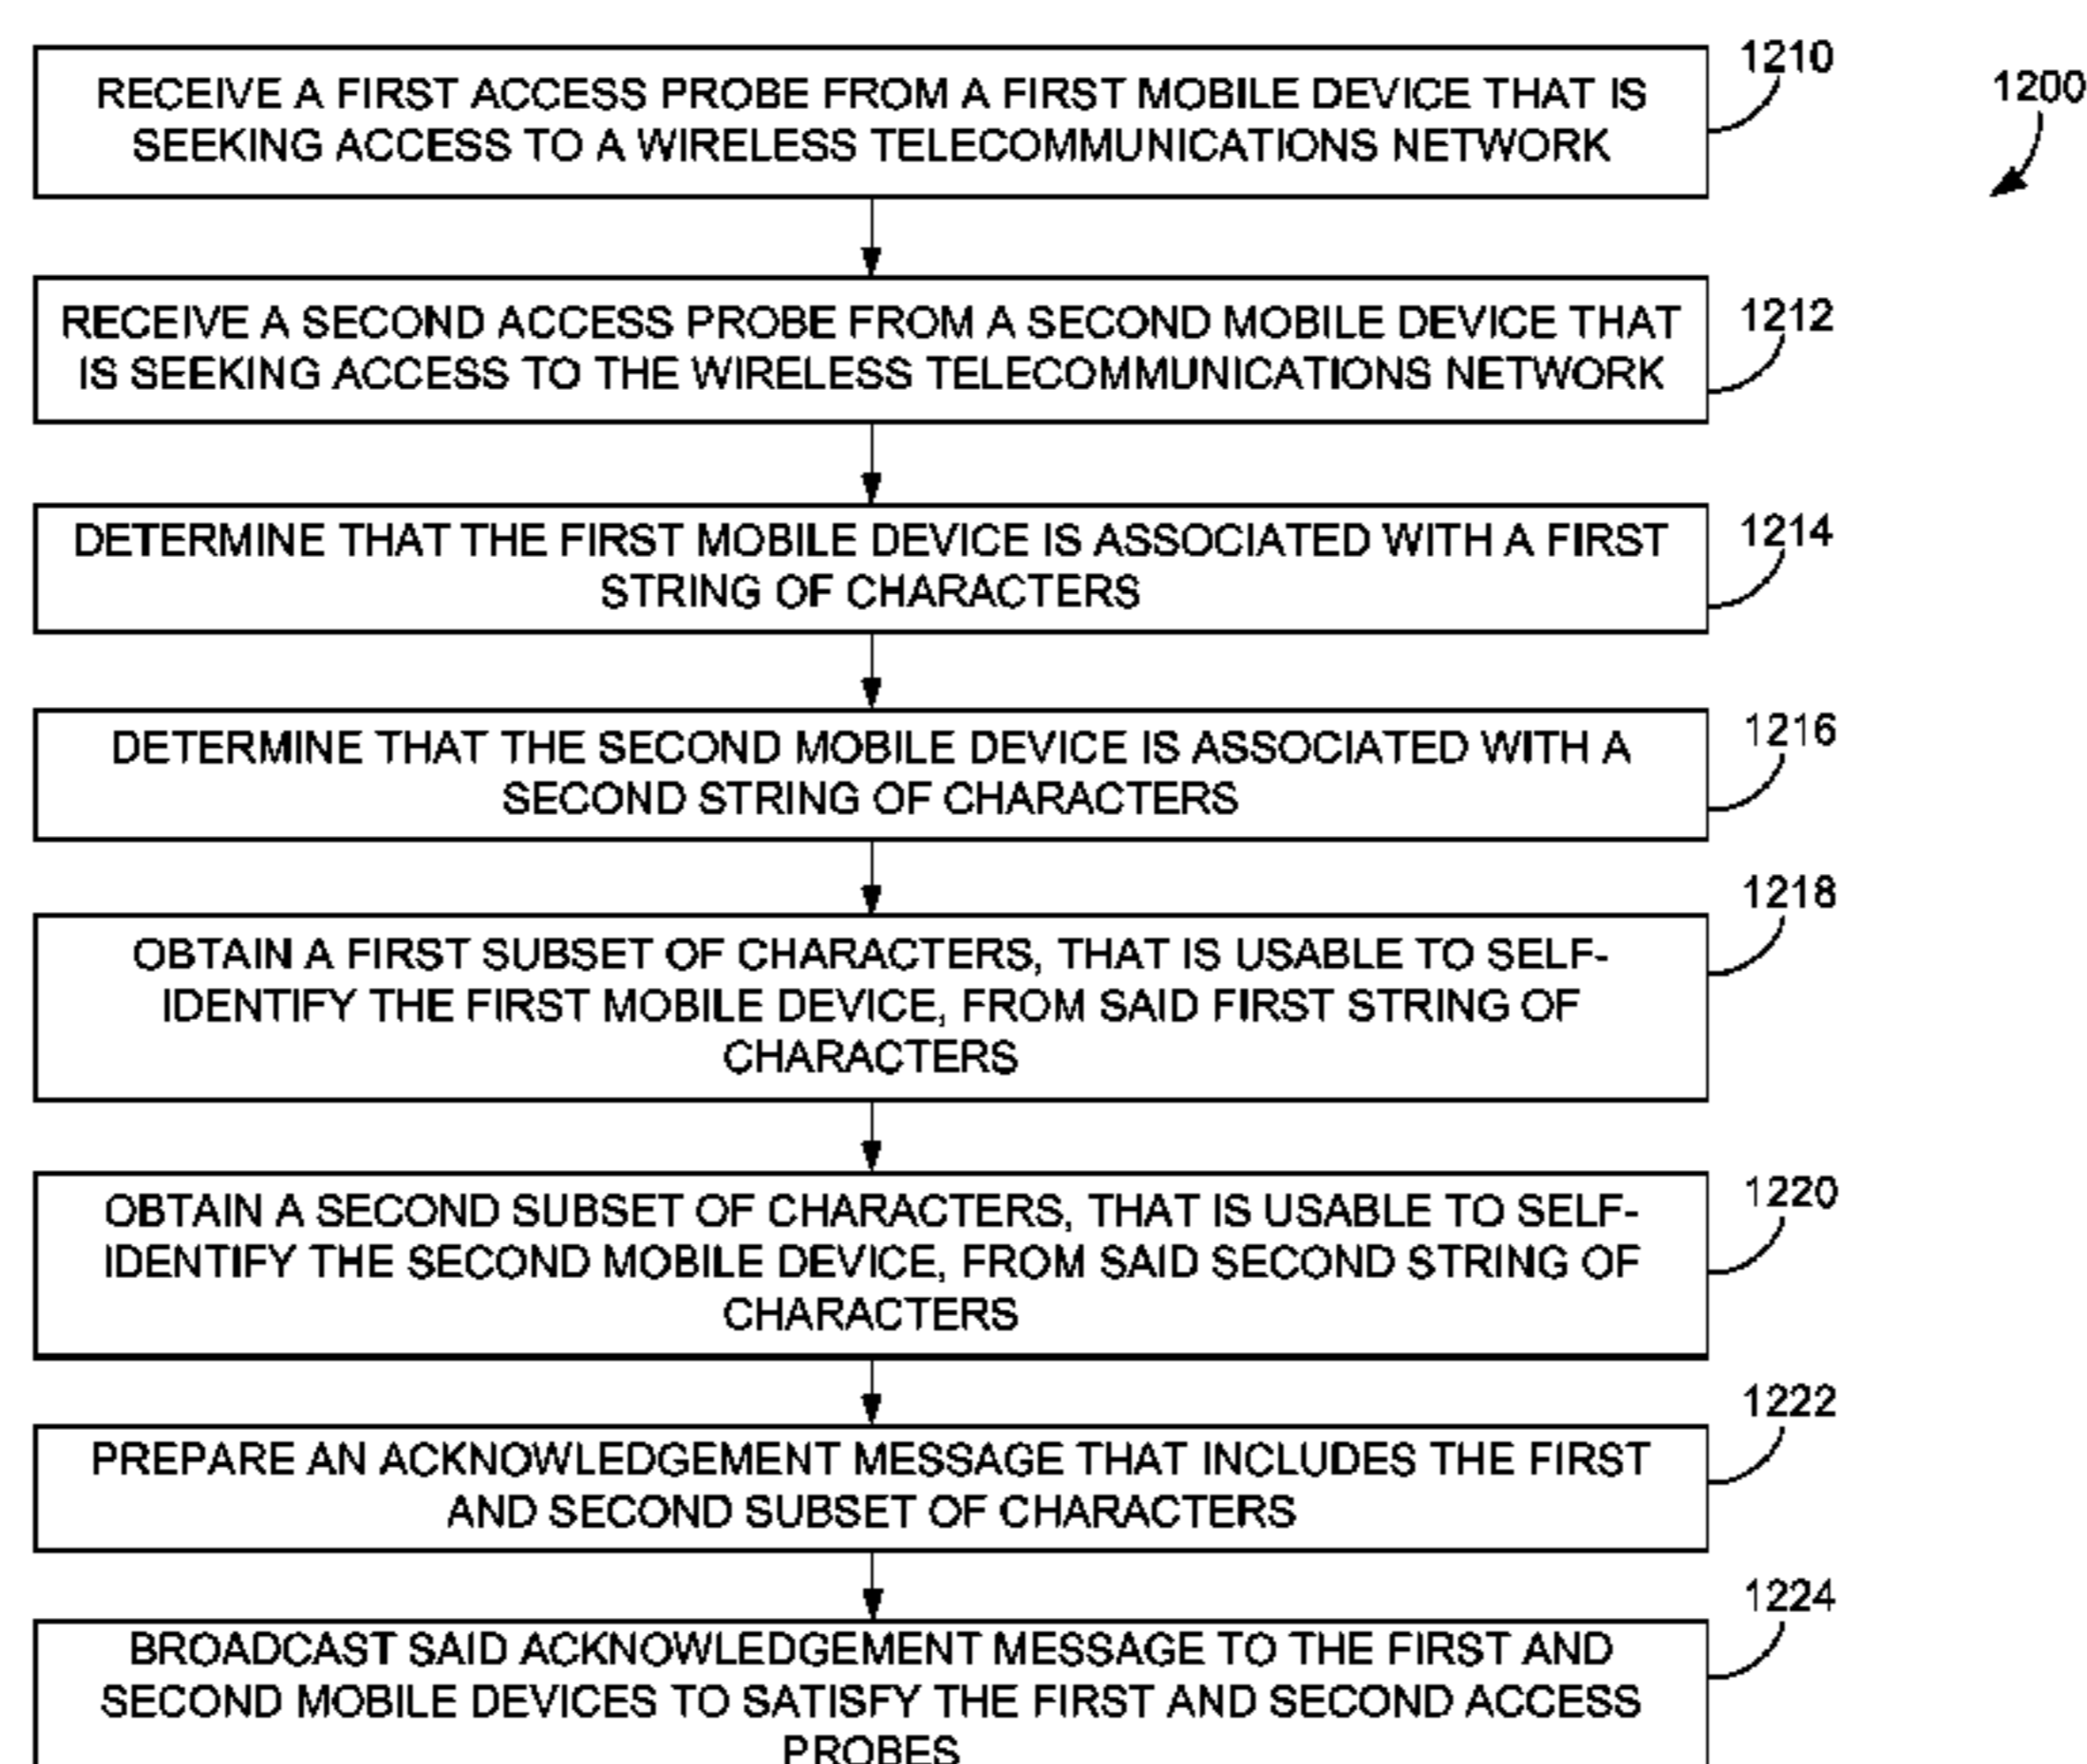 1210
1200
RECEIVE A FIRST ACCESS PROBE FROM A FIRST MOBILE DEVICE THAT IS
SEEKING ACCESS TO A WIRELESS TELECOMMUNICATIONS NETWORK
1212
RECEIVE A SECOND ACCESS PROBE FROM A SECOND MOBILE DEVICE THAT
IS SEEKING ACCESS TO THE WIRELESS TELECOMMUNICATIONS NETWORK
1214
DETERMINE THAT THE FIRST MOBILE DEVICE IS ASSOCIATED WITH A FIRST
STRING OF CHARACTERS
1216
DETERMINE THAT THE SECOND MOBILE DEVICE IS ASSOCIATED WITH A
SECOND STRING OF CHARACTERS
1218
OBTAIN A FIRST SUBSET OF CHARACTERS, THAT IS USABLE TO SELF-
IDENTIFY THE FIRST MOBILE DEVICE, FROM SAID FIRST STRING OF
CHARACTERS
1220
OBTAIN A SECOND SUBSET OF CHARACTERS, THAT IS USABLE TO SELF-
IDENTIFY THE SECOND MOBILE DEVICE, FROM SAID SECOND STRING OF
CHARACTERS
1222
PREPARE AN ACKNOWLEDGEMENT MESSAGE THAT INCLUDES THE FIRST
AND SECOND SUBSET OF CHARACTERS
1224
BROADCAST SAID ACKNOWLEDGEMENT MESSAGE TO THE FIRST AND
SECOND MOBILE DEVICES TO SATISFY THE FIRST AND SECOND ACCESS
PROBES